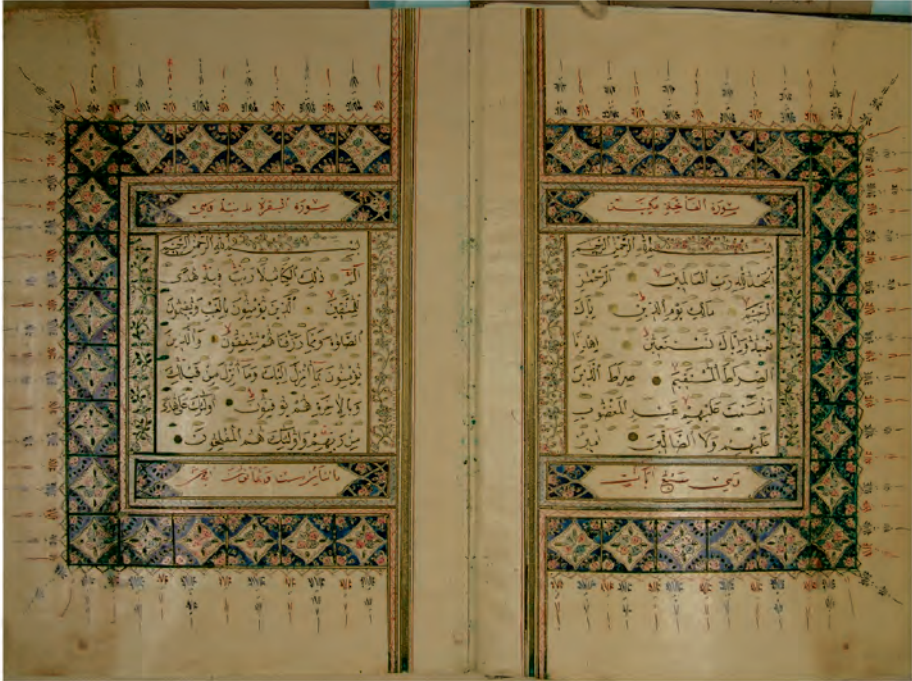 سورة الفاتحة مكية
بسم الله الرحمن الرحيم
الحمد لله رب العالمين الرحمن
الرحيم مالك يوم الدين إياك
نعبد وإياك نستعين اهدنا
الصراط المستقيم صراط الذين
أنعمت عليهم غير المغضوب
عليهم ولا الضالين امين
وهي سبع آيات
سورة البقرة مدنية وهي
بسم الله الرحمن الرحيم
الم ذلك الكتاب لا ريب فيه هدى
للمتقين الذين يؤمنون بالغيب ويقيمون
الصلوة ومما رزقناهم ينفقون والذين
يؤمنون بما أنزل إليك وما أنزل من قبلك
وبالآخرة هم يوقنون أولئك على هدى
من ربهم وأولئك هم المفلحون